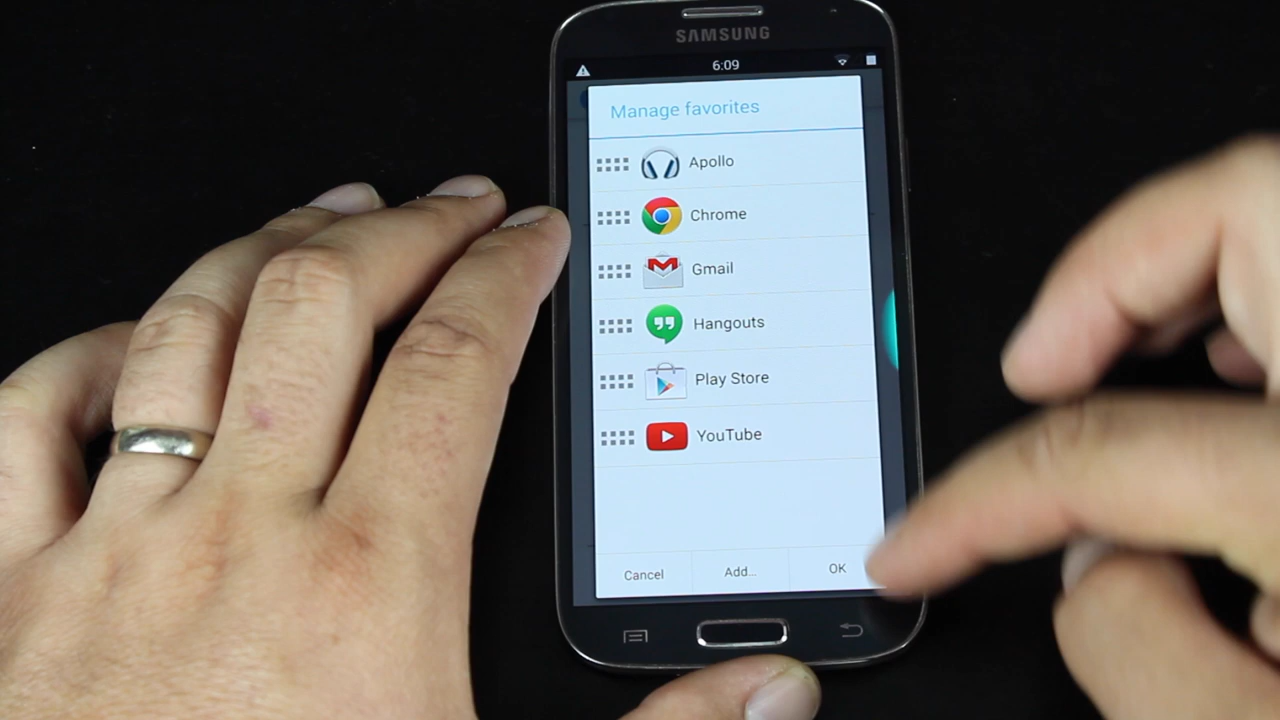 SAMSUNG
6:09
Manage favorites
Apollo
Chrome
Gmail
Hangouts
Play Store
YouTube
Cancel Add... OK